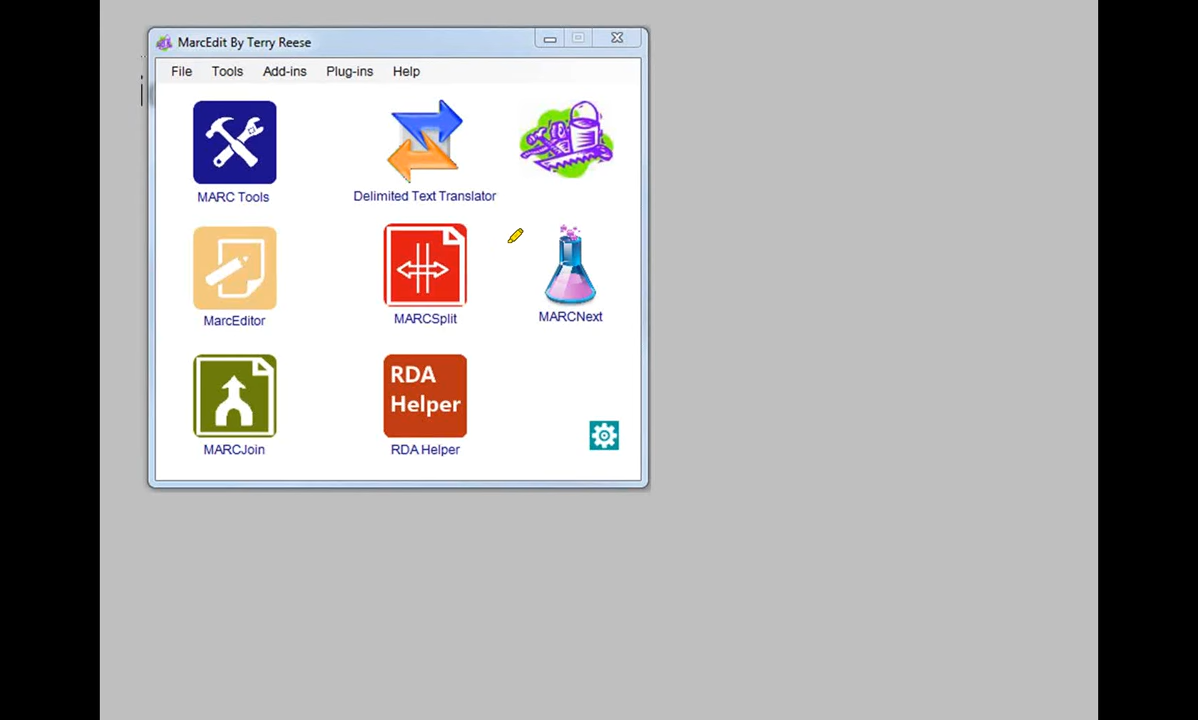 MarcEdit By Terry Reese
File Tools Add-ins Plug-ins Help
MARC Tools
Delimited Text Translator
MarcEditor
MARCSplit
MARCNext
RDA
Helper
MARCJoin
RDA Helper